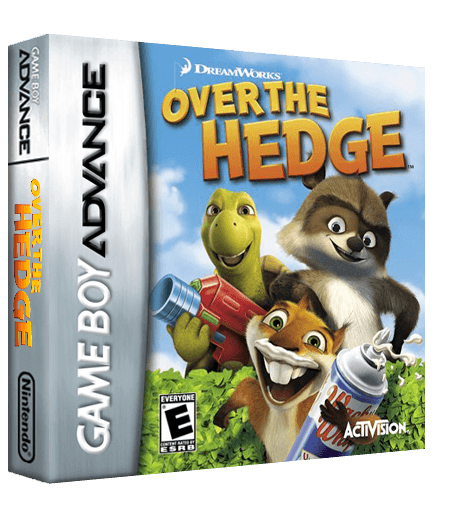 GAME BOY ADVANCE
OVER THE HEDGE
Nintendo®
GAME BOY ADVANCE
DREAMWORKS
OVER THE
HEDGE™
EVERYONE
E
CONTENT RATED BY
ESRB
ACTIVISION.